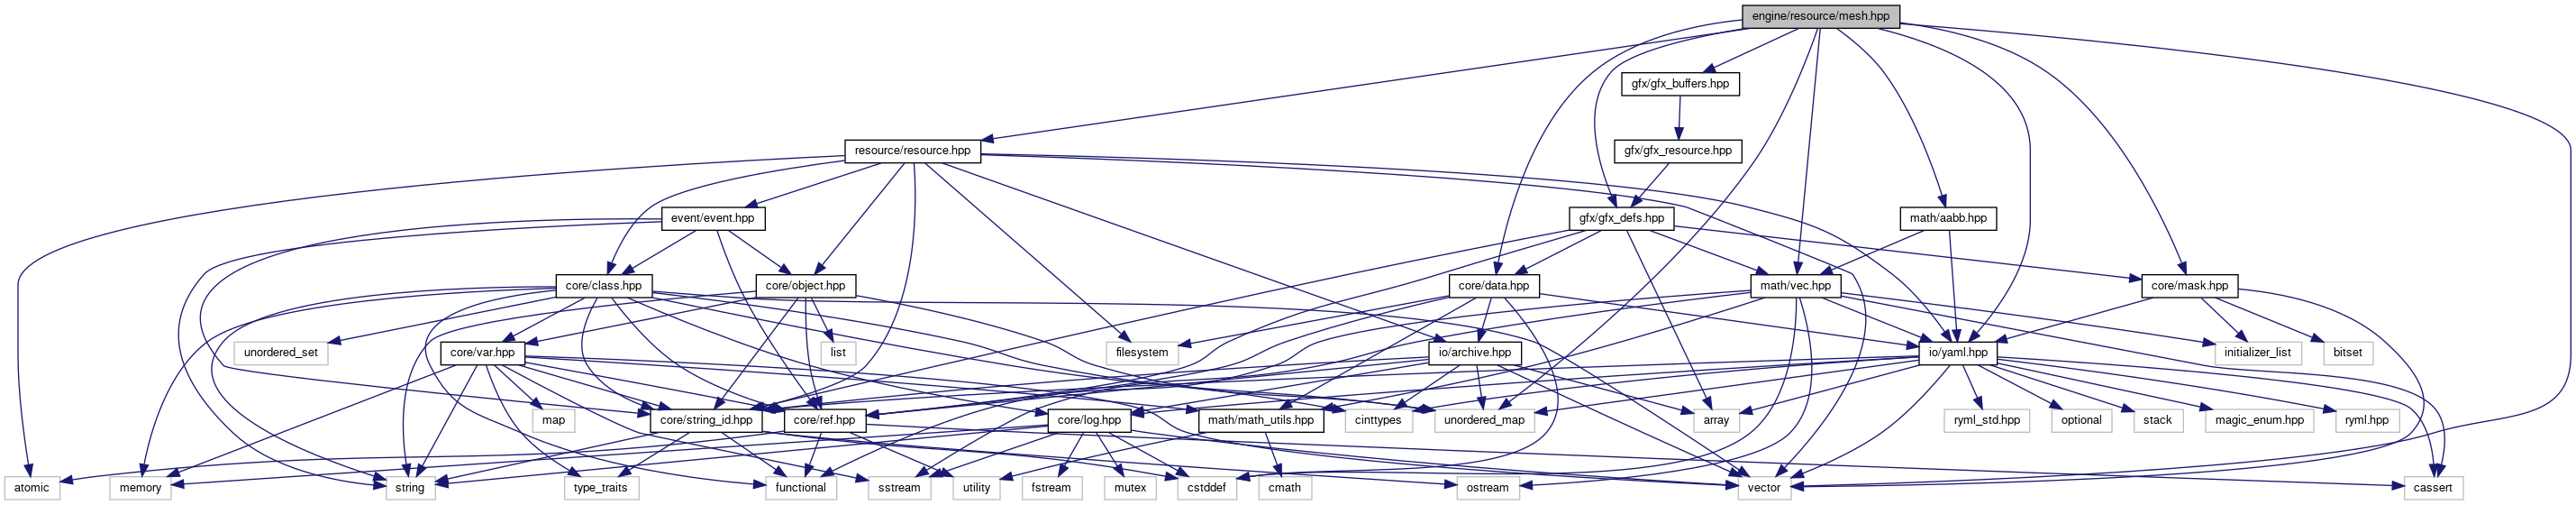 engine/resource/mesh.hpp
gfx/gfx_buffers.hpp
resource/resource.hpp
gfx/gfx_resource.hpp
event/event.hpp
gfx/gfx_defs.hpp
math/aabb.hpp
core/class.hpp
core/object.hpp
core/data.hpp
math/vec.hpp
core/mask.hpp
unordered_set
core/var.hpp
list
filesystem
io/archive.hpp
io/yaml.hpp
initializer_list
bitset
map
core/string_id.hpp
core/ref.hpp
core/log.hpp
math/math_utils.hpp
cinttypes
unordered_map
array
ryml_std.hpp
optional
stack
magic_enum.hpp
ryml.hpp
atomic
memory
string
type_traits
functional
sstream
utility
fstream
mutex
cstddef
cmath
ostream
vector
cassert